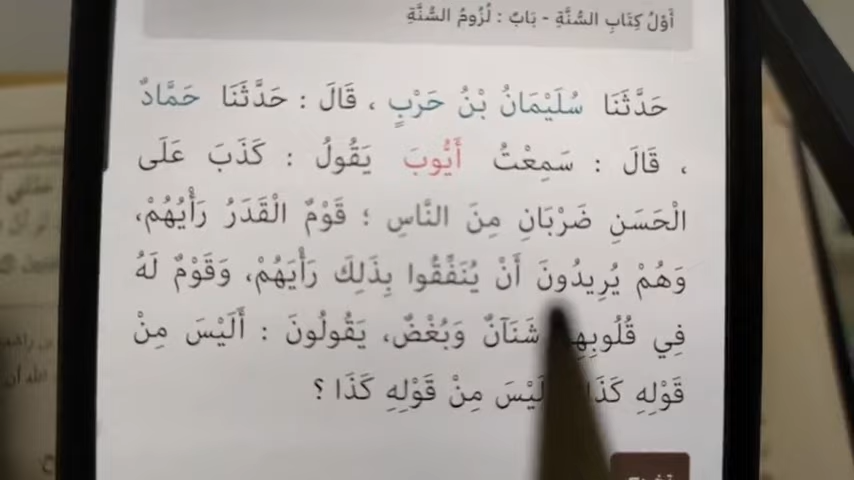 أَوَّلُ كِتَابِ السُّنَّةِ - بَابٌ : لُزُومُ السُّنَّةِ
حَدَّثَنَا سُلَيْمَانُ بْنُ حَرْبٍ ، قَالَ : حَدَّثَنَا حَمَّادٌ
، قَالَ : سَمِعْتُ أَيُّوبَ يَقُولُ : كَذَبَ عَلَى
الْحَسَنِ ضَرْبَانِ مِنَ النَّاسِ ؛ قَوْمٌ الْقَدَرُ رَأْيُهُمْ،
وَهُمْ يُرِيدُونَ أَنْ يُنَفِّقُوا بِذَلِكَ رَأْيَهُمْ، وَقَوْمٌ لَهُ
فِي قُلُوبِهِمْ شَنَآنٌ وَبُغْضٌ، يَقُولُونَ : أَلَيْسَ مِنْ
قَوْلِهِ كَذَا لَيْسَ مِنْ قَوْلِهِ كَذَا ؟